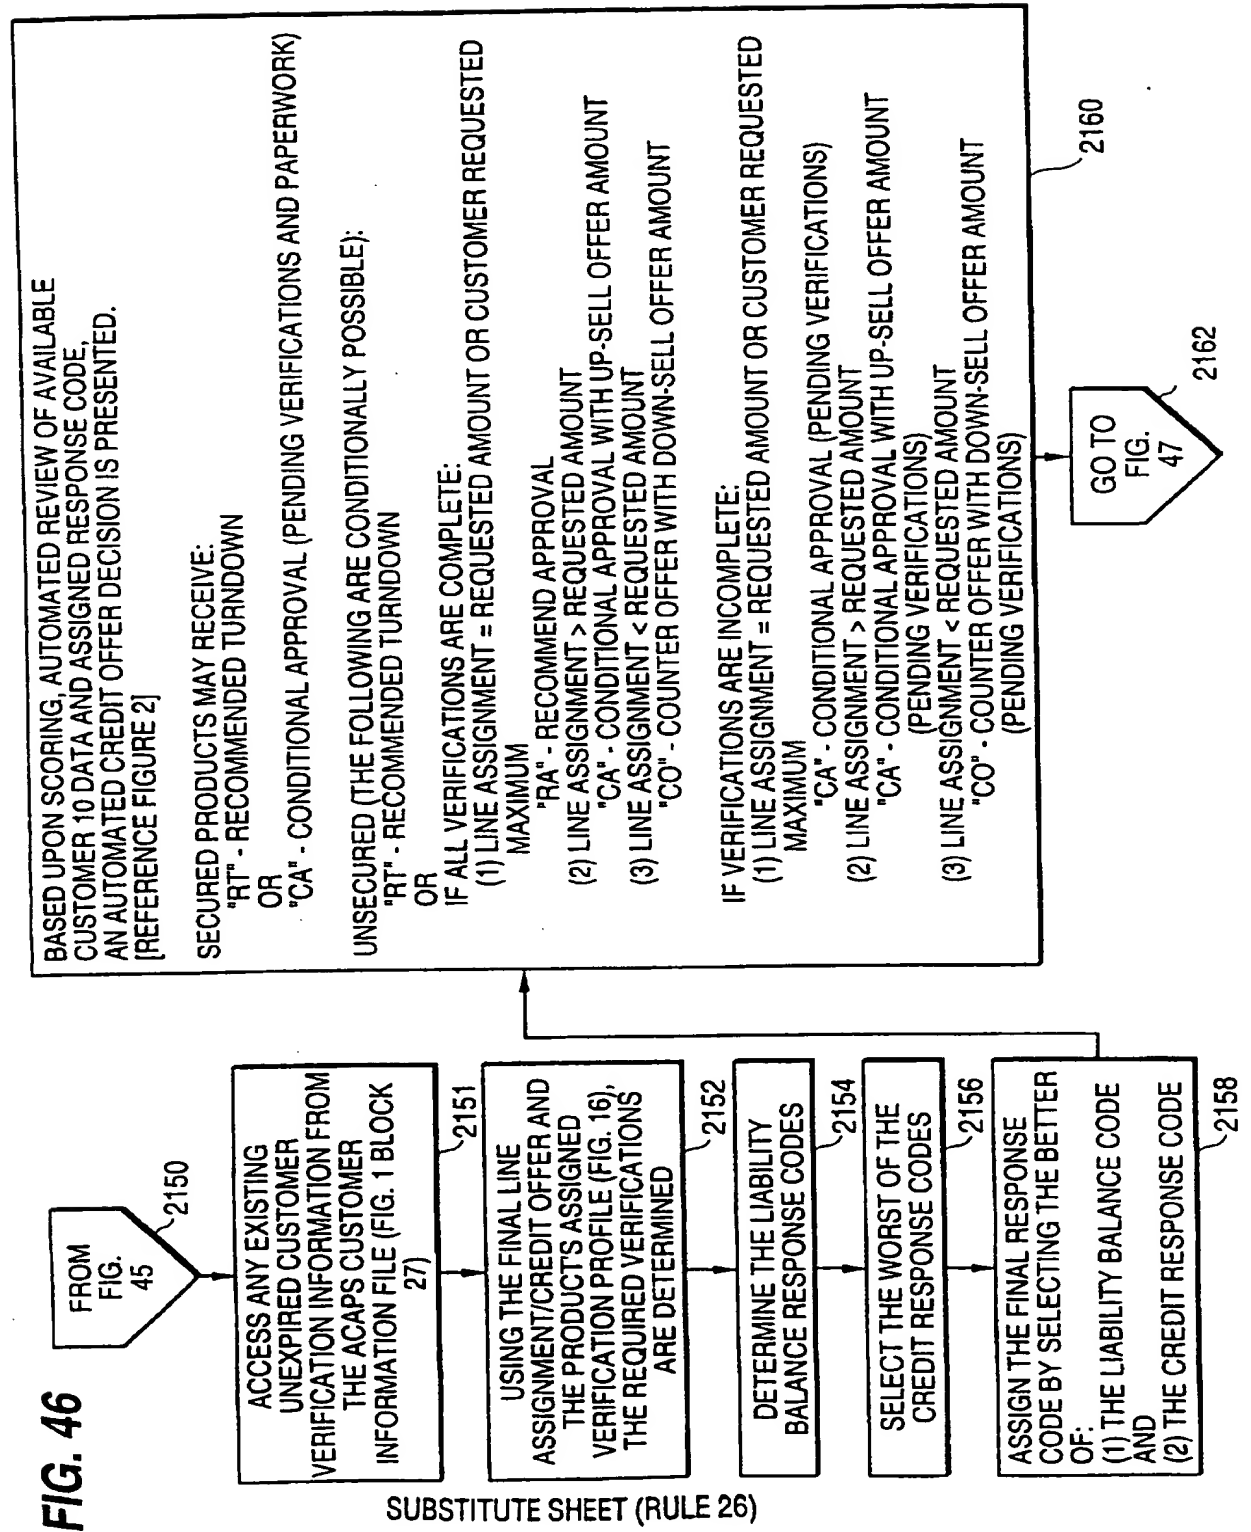 FIG. 46
FROM
FIG.
45
2150
ACCESS ANY EXISTING
UNEXPIRED CUSTOMER
VERIFICATION INFORMATION FROM
THE ACAPS CUSTOMER
INFORMATION FILE (FIG. 1 BLOCK
27)
2151
USING THE FINAL LINE
ASSIGNMENT/CREDIT OFFER AND
THE PRODUCT'S ASSIGNED
VERIFICATION PROFILE (FIG. 16),
THE REQUIRED VERIFICATIONS
ARE DETERMINED
2152
DETERMINE THE LIABILITY
BALANCE RESPONSE CODES
2154
SELECT THE WORST OF THE
CREDIT RESPONSE CODES
2156
ASSIGN THE FINAL RESPONSE
CODE BY SELECTING THE BETTER
OF:
(1) THE LIABILITY BALANCE CODE
AND
(2) THE CREDIT RESPONSE CODE
2158
BASED UPON SCORING, AUTOMATED REVIEW OF AVAILABLE
CUSTOMER 10 DATA AND ASSIGNED RESPONSE CODE,
AN AUTOMATED CREDIT OFFER DECISION IS PRESENTED.
[REFERENCE FIGURE 2]
SECURED PRODUCTS MAY RECEIVE:
"RT" - RECOMMENDED TURNDOWN
OR
"CA" - CONDITIONAL APPROVAL (PENDING VERIFICATIONS AND PAPERWORK)
UNSECURED (THE FOLLOWING ARE CONDITIONALLY POSSIBLE):
"RT" - RECOMMENDED TURNDOWN
OR
IF ALL VERIFICATIONS ARE COMPLETE:
(1) LINE ASSIGNMENT = REQUESTED AMOUNT OR CUSTOMER REQUESTED
MAXIMUM
"RA" - RECOMMEND APPROVAL
(2) LINE ASSIGNMENT > REQUESTED AMOUNT
"CA" - CONDITIONAL APPROVAL WITH UP-SELL OFFER AMOUNT
(3) LINE ASSIGNMENT < REQUESTED AMOUNT
"CO" - COUNTER OFFER WITH DOWN-SELL OFFER AMOUNT
IF VERIFICATIONS ARE INCOMPLETE:
(1) LINE ASSIGNMENT = REQUESTED AMOUNT OR CUSTOMER REQUESTED
MAXIMUM
"CA" - CONDITIONAL APPROVAL (PENDING VERIFICATIONS)
(2) LINE ASSIGNMENT > REQUESTED AMOUNT
"CA" - CONDITIONAL APPROVAL WITH UP-SELL OFFER AMOUNT
(PENDING VERIFICATIONS)
(3) LINE ASSIGNMENT < REQUESTED AMOUNT
"CO" - COUNTER OFFER WITH DOWN-SELL OFFER AMOUNT
(PENDING VERIFICATIONS)
2160
GO TO
FIG.
47
2162
SUBSTITUTE SHEET (RULE 26)